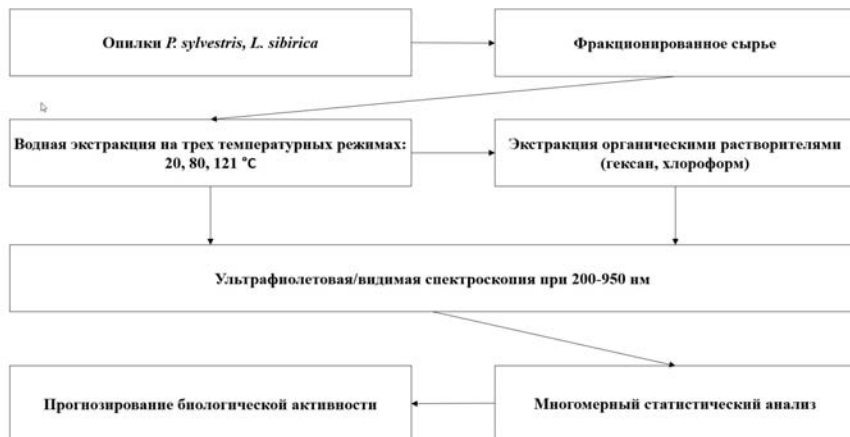 Опилки P. sylvestris, L. sibirica
Фракционированное сырье
Водная экстракция на трех температурных режимах:
20, 80, 121 °C
Экстракция органическими растворителями
(гексан, хлороформ)
Ультрафиолетовая/видимая спектроскопия при 200-950 нм
Прогнозирование биологической активности
Многомерный статистический анализ